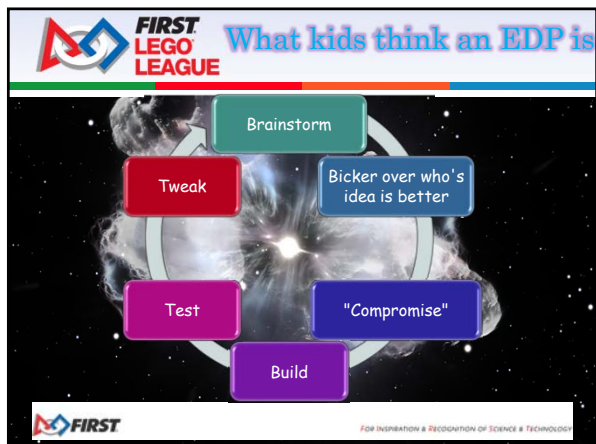 FIRST
LEGO
LEAGUE
What kids think an EDP is
Brainstorm
Bicker over who's
idea is better
"Compromise"
Build
Test
Tweak
FIRST
FOR INSPIRATION & RECOGNITION OF SCIENCE & TECHNOLOGY